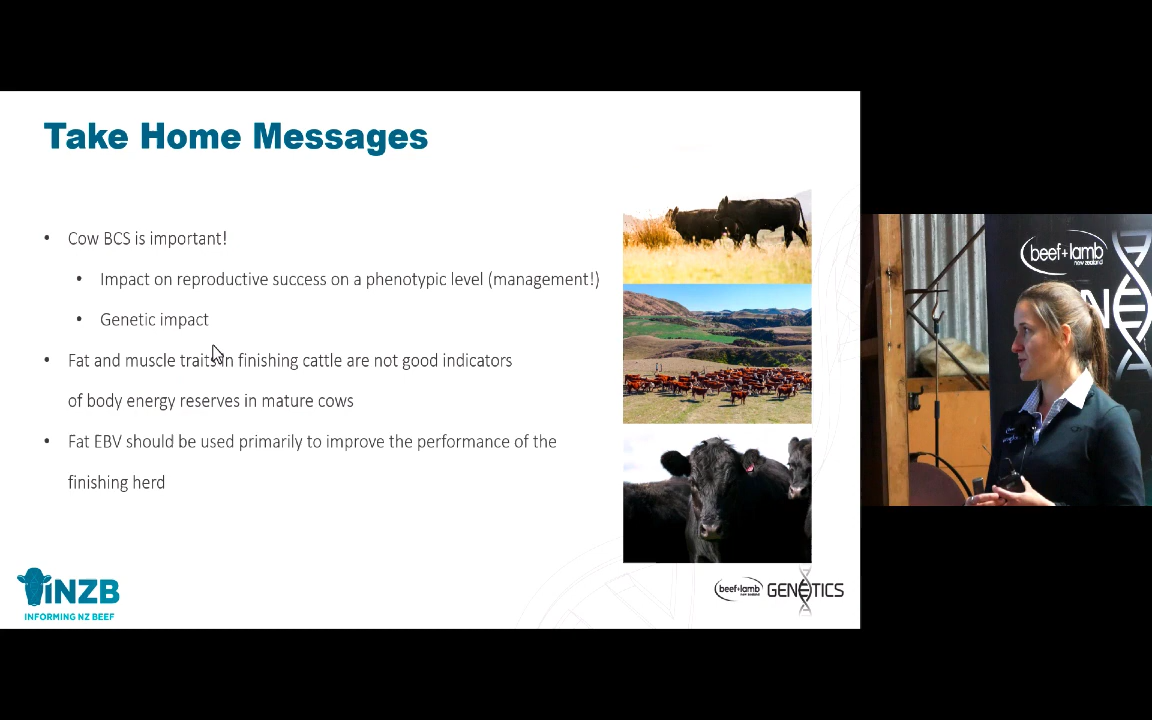 Take Home Messages
• Cow BCS is important!
• Impact on reproductive success on a phenotypic level (management!)
• Genetic impact
• Fat and muscle traits in finishing cattle are not good indicators
of body energy reserves in mature cows
• Fat EBV should be used primarily to improve the performance of the
finishing herd
iNZB
INFORMING NZ BEEF
beef+lamb
new zealand
GENETICS
beef+lamb
new zealand